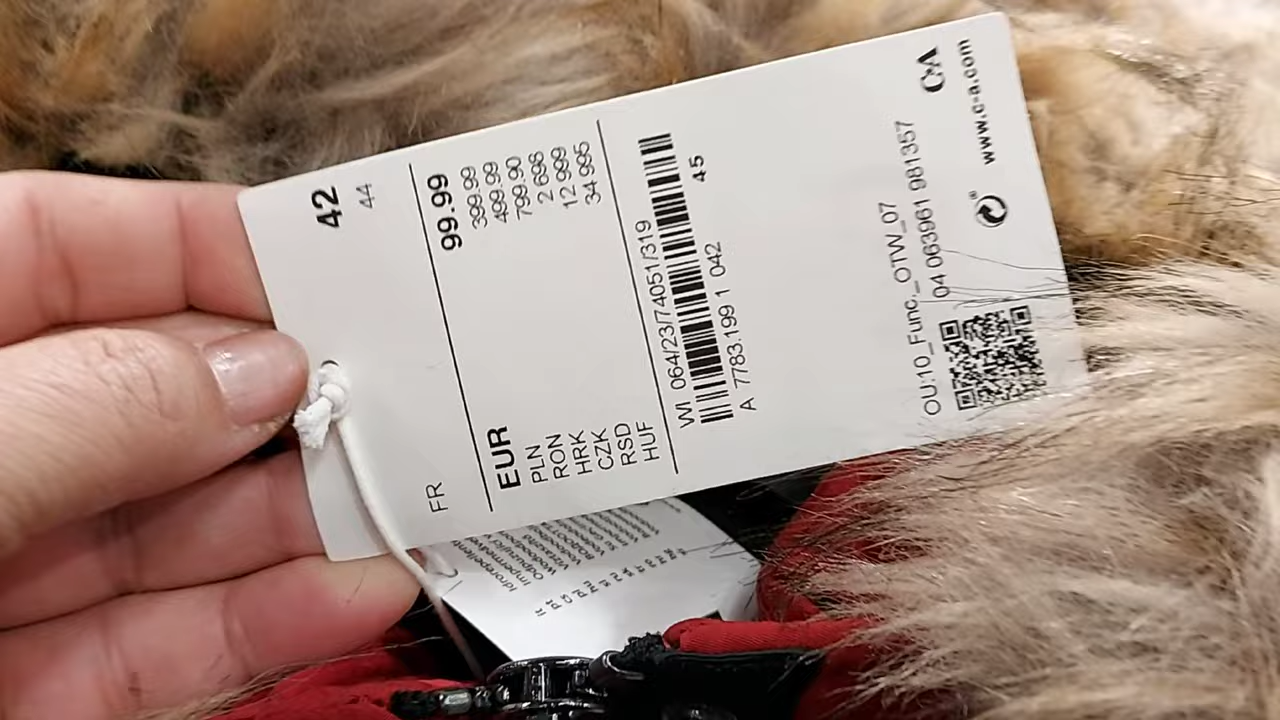 42
FR 44
EUR 99.99
PLN 399.99
RON 499.99
HRK 799.90
CZK 2 698
RSD 12 999
HUF 34 995
WI 064/23/74051/319
45
A 7783.199 1 042
OU:10_Func._OTW_07
04 063961 981357
C&A
www.c-a.com
Idrorepellente